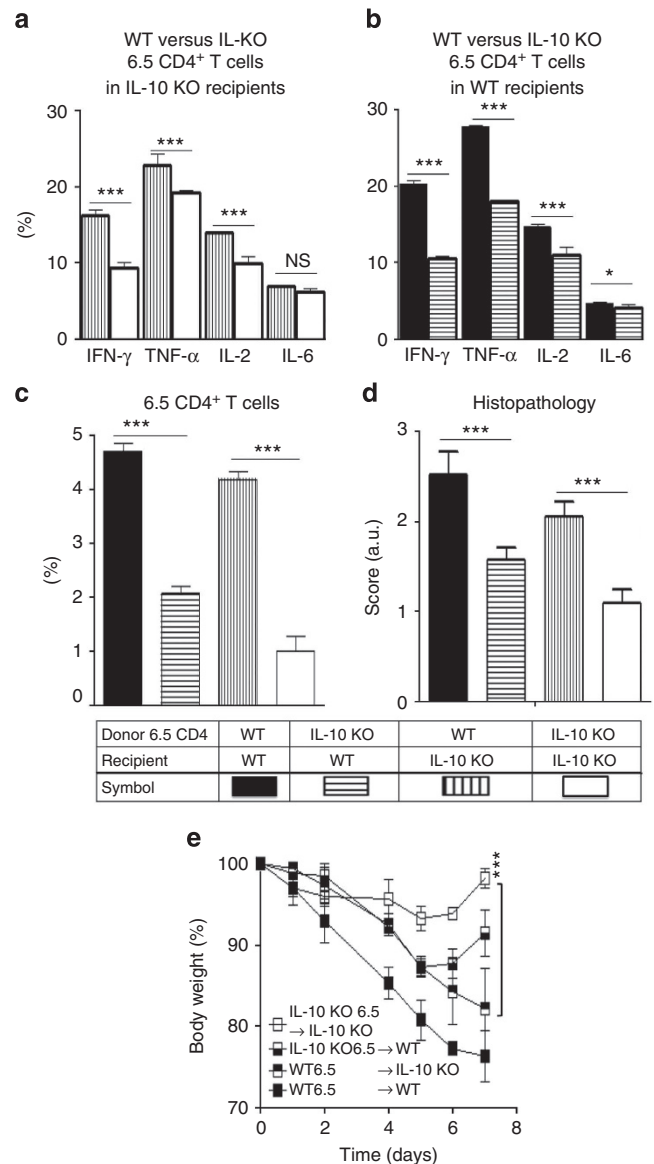 a
WT versus IL-KO
6.5 CD4⁺ T cells
in IL-10 KO recipients
30
20
10
0
(%)
***
***
***
NS
IFN-γ TNF-α IL-2 IL-6
b
WT versus IL-10 KO
6.5 CD4⁺ T cells
in WT recipients
30
20
10
0
***
***
***
*
IFN-γ TNF-α IL-2 IL-6
c
6.5 CD4⁺ T cells
5
4
3
2
1
0
(%)
***
***
d
Histopathology
3
2
1
0
Score (a.u.)
***
***
Donor 6.5 CD4 WT IL-10 KO WT IL-10 KO
Recipient WT WT IL-10 KO IL-10 KO
Symbol
e
100
90
80
70
Body weight (%)
***
IL-10 KO 6.5
→ IL-10 KO
IL-10 KO6.5 → WT
WT6.5 → IL-10 KO
WT6.5 → WT
0 2 4 6 8
Time (days)